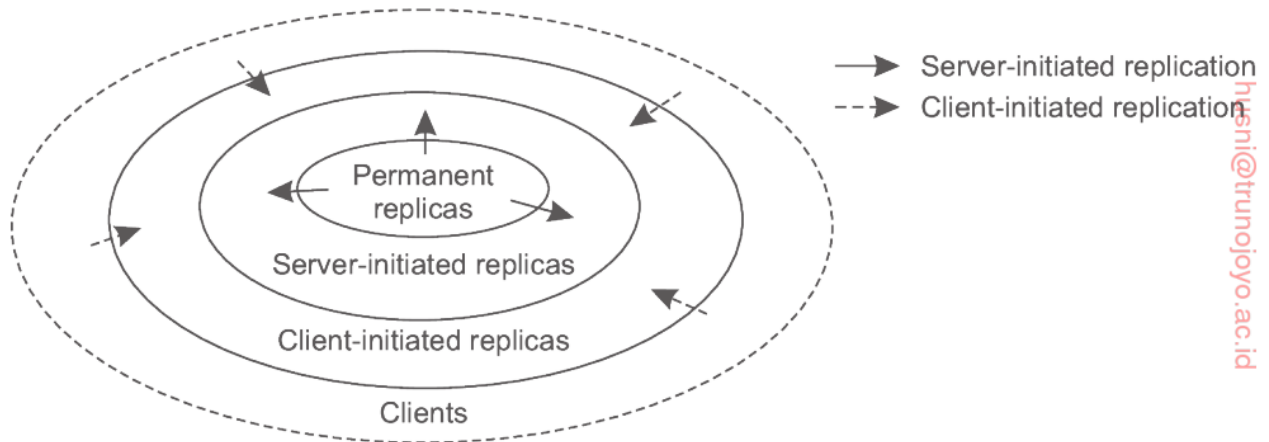 Permanent
replicas
Server-initiated replicas
Client-initiated replicas
Clients
Server-initiated replication
Client-initiated replication
husni@trunojoyo.ac.id